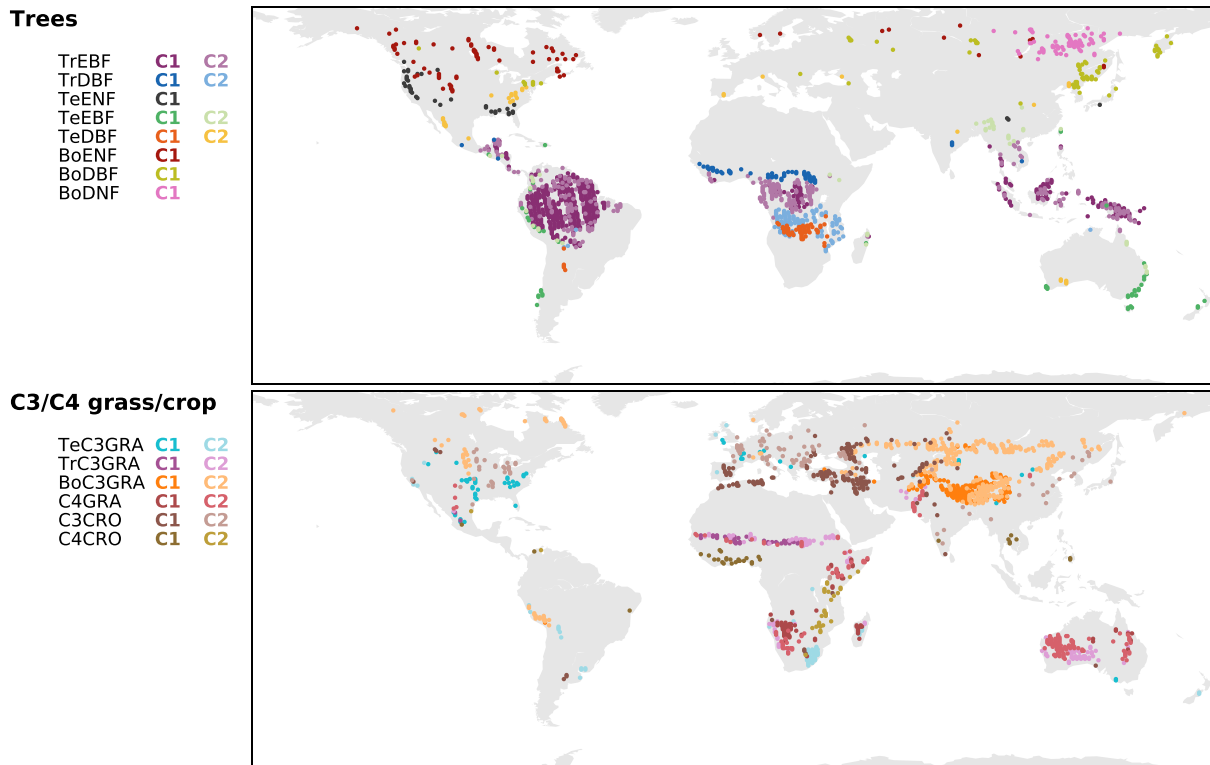 Trees
TrEBF C1 C2
TrDBF C1 C2
TeENF C1
TeEBF C1 C2
TeDBF C1 C2
BoENF C1
BoDBF C1
BoDNF C1
C3/C4 grass/crop
TeC3GRA C1 C2
TrC3GRA C1 C2
BoC3GRA C1 C2
C4GRA C1 C2
C3CRO C1 C2
C4CRO C1 C2